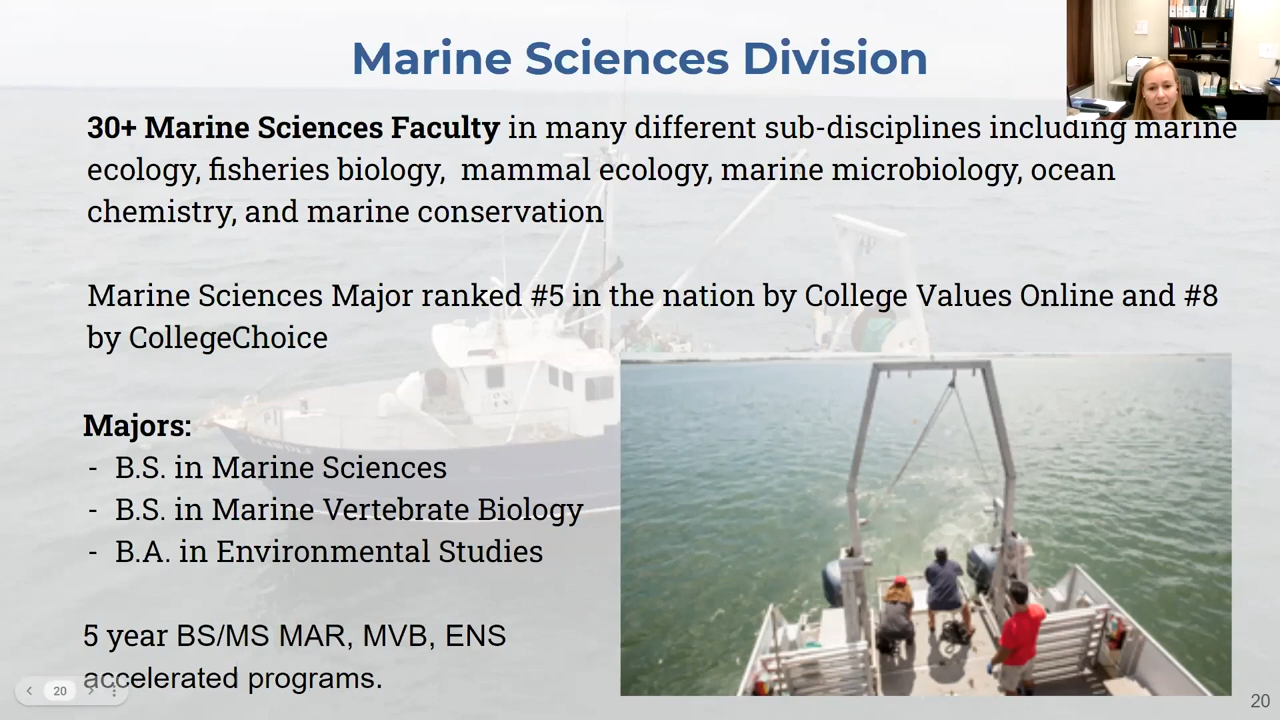 Marine Sciences Division
30+ Marine Sciences Faculty in many different sub-disciplines including marine
ecology, fisheries biology,  mammal ecology, marine microbiology, ocean
chemistry, and marine conservation
Marine Sciences Major ranked #5 in the nation by College Values Online and #8
by CollegeChoice
Majors:
- B.S. in Marine Sciences
- B.S. in Marine Vertebrate Biology
- B.A. in Environmental Studies
5 year BS/MS MAR, MVB, ENS
accelerated programs.
20
20